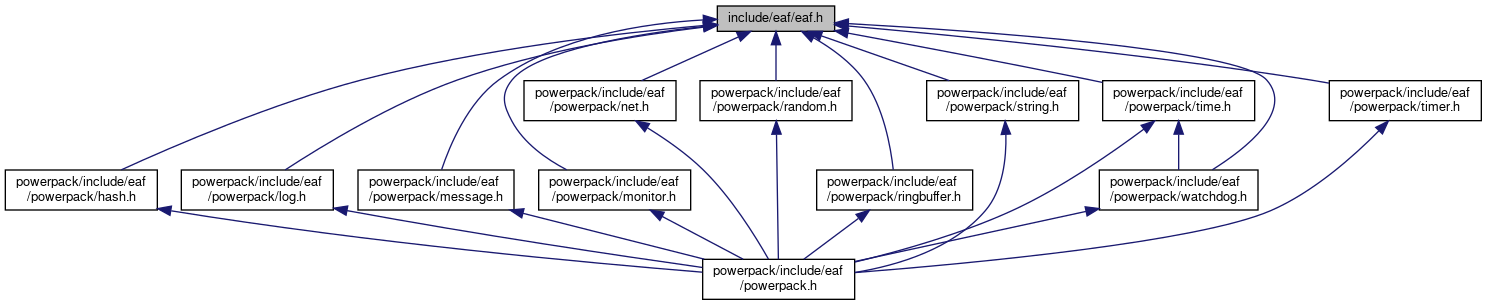 include/eaf/eaf.h
powerpack/include/eaf
/powerpack/net.h
powerpack/include/eaf
/powerpack/random.h
powerpack/include/eaf
/powerpack/string.h
powerpack/include/eaf
/powerpack/time.h
powerpack/include/eaf
/powerpack/timer.h
powerpack/include/eaf
/powerpack/hash.h
powerpack/include/eaf
/powerpack/log.h
powerpack/include/eaf
/powerpack/message.h
powerpack/include/eaf
/powerpack/monitor.h
powerpack/include/eaf
/powerpack/ringbuffer.h
powerpack/include/eaf
/powerpack/watchdog.h
powerpack/include/eaf
/powerpack.h